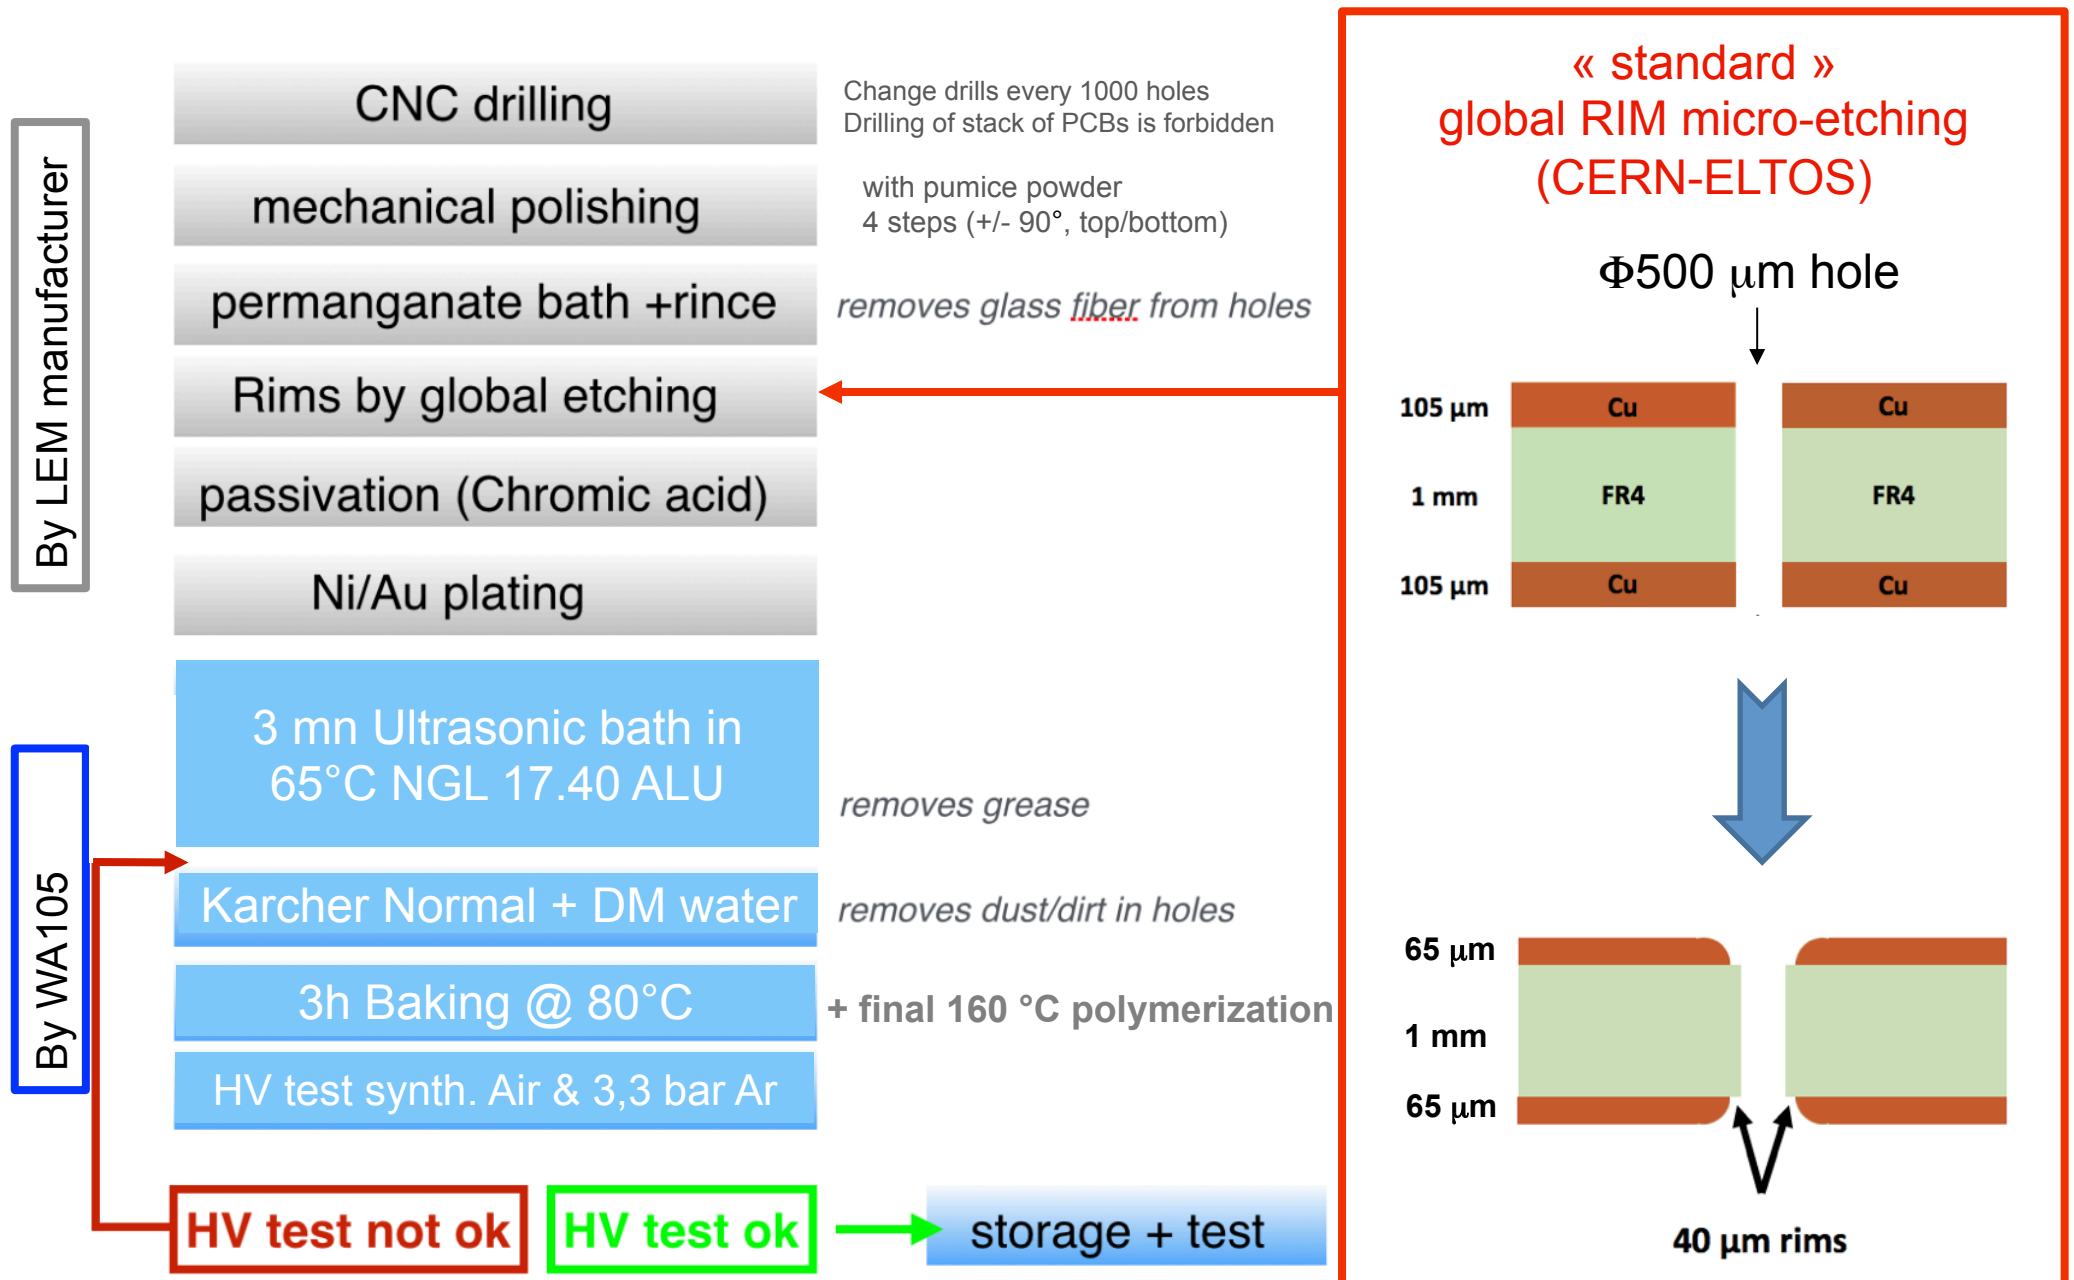 By LEM manufacturer
CNC drilling
Change drills every 1000 holes
Drilling of stack of PCBs is forbidden
mechanical polishing
with pumice powder
4 steps (+/- 90°, top/bottom)
permanganate bath +rince
removes glass fiber from holes
Rims by global etching
passivation (Chromic acid)
Ni/Au plating
By WA105
3 mn Ultrasonic bath in
65°C NGL 17.40 ALU
removes grease
Karcher Normal + DM water
removes dust/dirt in holes
3h Baking @ 80°C
+ final 160 °C polymerization
HV test synth. Air & 3,3 bar Ar
HV test not ok
HV test ok
storage + test
« standard »
global RIM micro-etching
(CERN-ELTOS)
Φ500 μm hole
105 μm
Cu
Cu
1 mm
FR4
FR4
105 μm
Cu
Cu
65 μm
1 mm
65 μm
40 μm rims